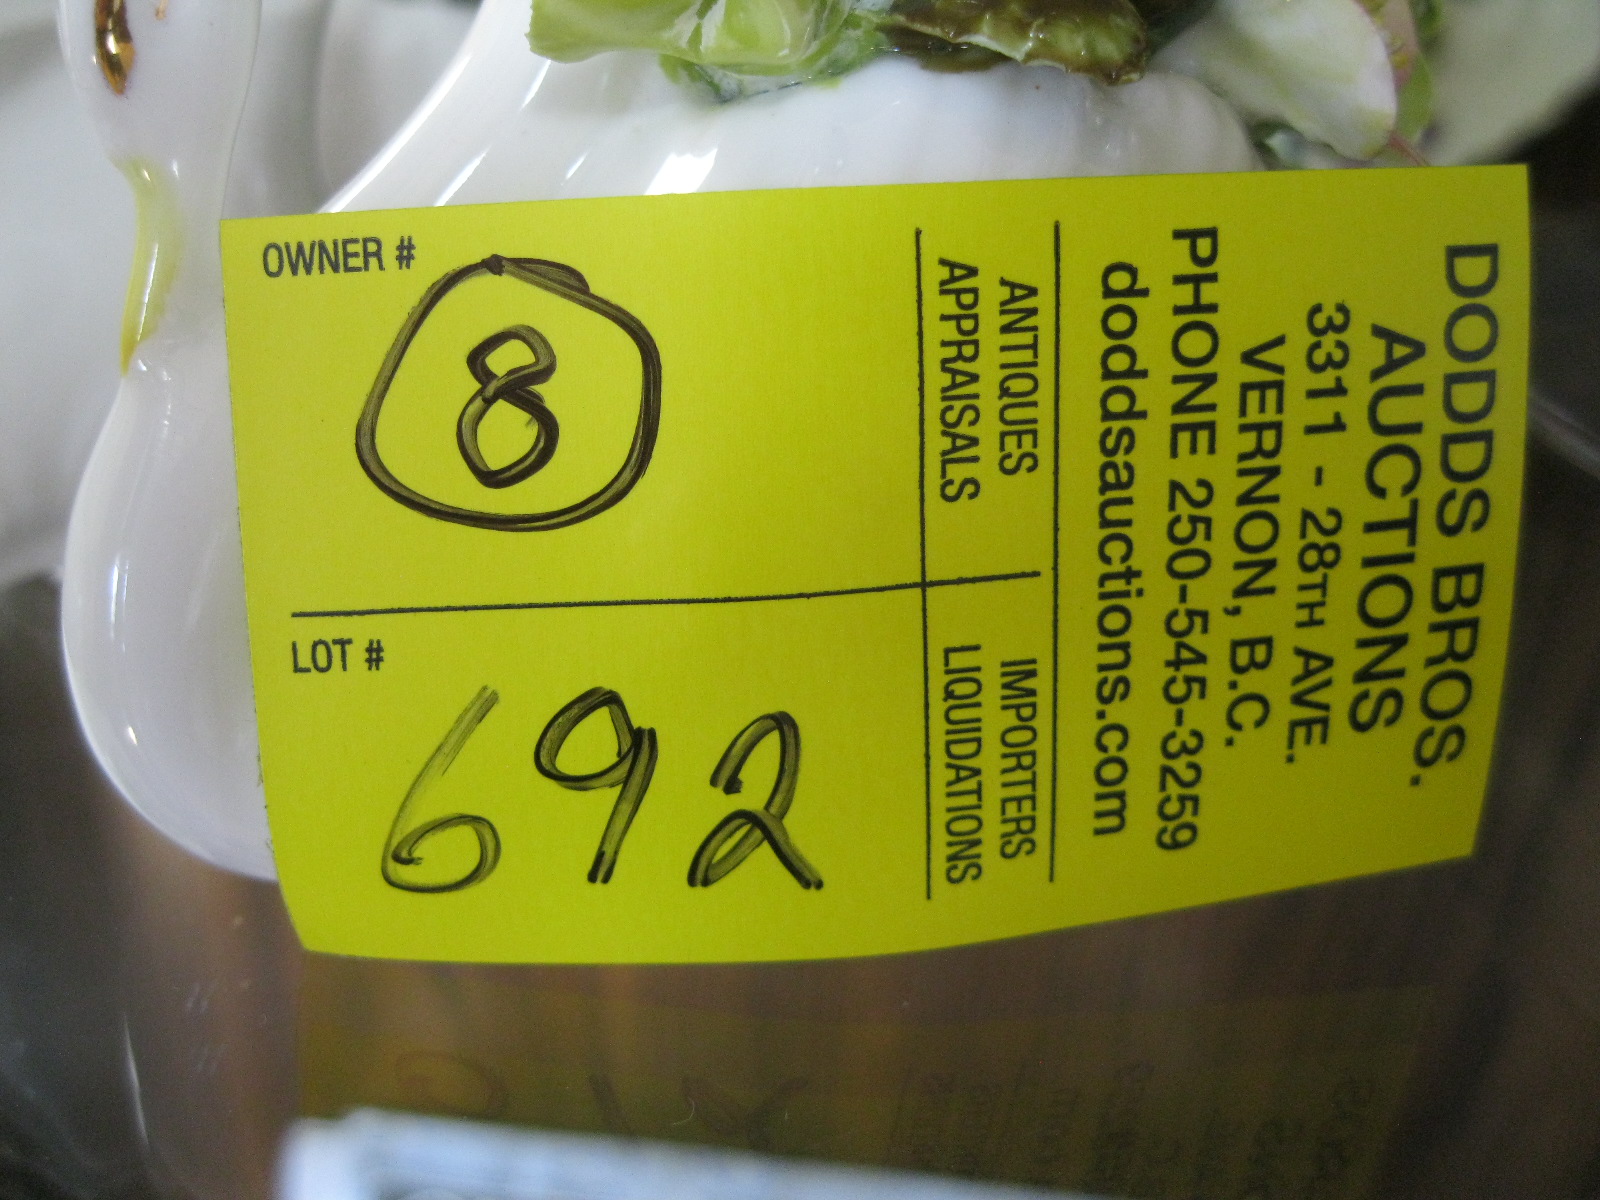 DODDS BROS.
AUCTIONS
3311 - 28TH AVE.
VERNON, B.C.
PHONE 250-545-3259
doddsauctions.com
ANTIQUES
APPRAISALS
IMPORTERS
LIQUIDATIONS
OWNER #
8
LOT #
692